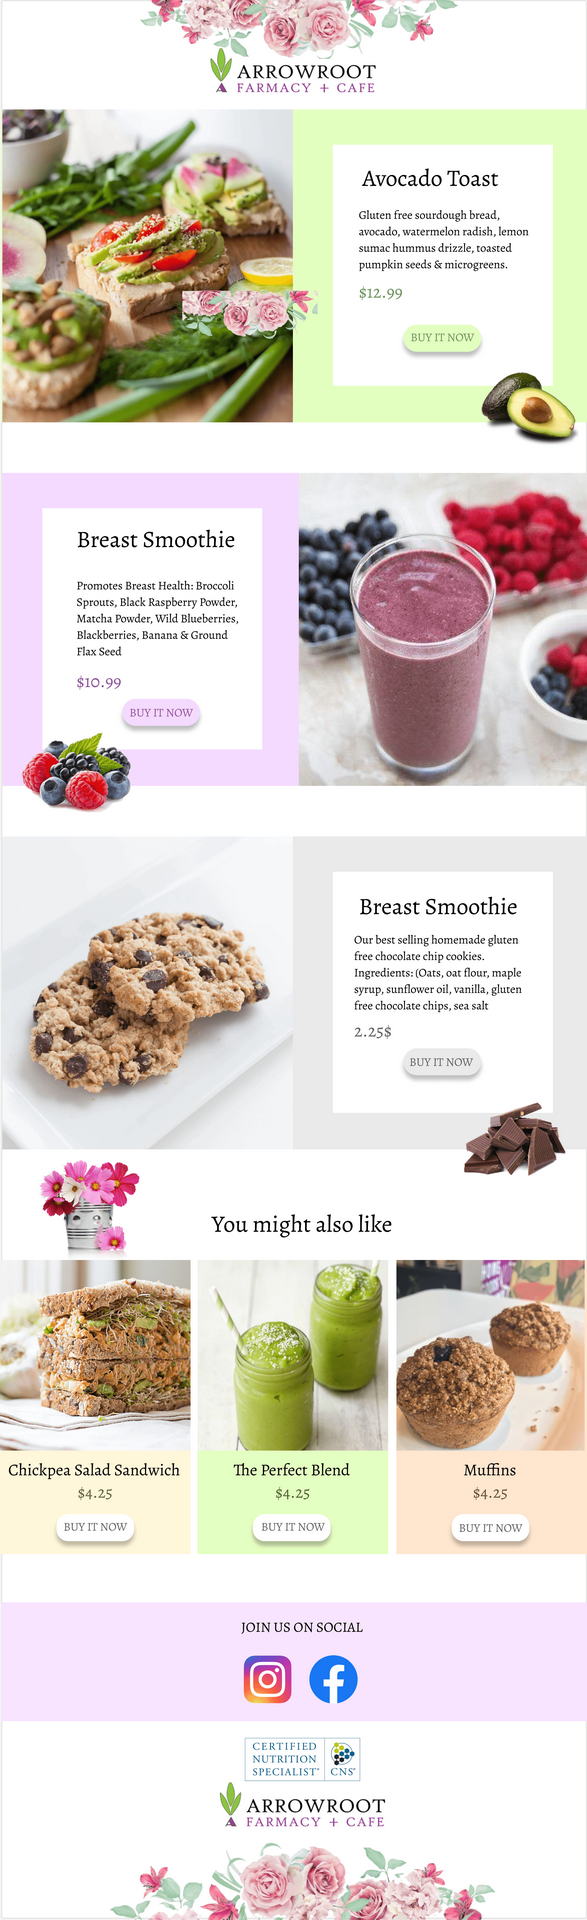 ARROWROOT
FARMACY + CAFE
Avocado Toast
Gluten free sourdough bread,
avocado, watermelon radish, lemon
sumac hummus drizzle, toasted
pumpkin seeds & microgreens.
$12.99
BUY IT NOW
Breast Smoothie
Promotes Breast Health: Broccoli
Sprouts, Black Raspberry Powder,
Matcha Powder, Wild Blueberries,
Blackberries, Banana & Ground
Flax Seed
$10.99
BUY IT NOW
Breast Smoothie
Our best selling homemade gluten
free chocolate chip cookies.
Ingredients: (Oats, oat flour, maple
syrup, sunflower oil, vanilla, gluten
free chocolate chips, sea salt
2.25$
BUY IT NOW
You might also like
Chickpea Salad Sandwich
$4.25
BUY IT NOW
The Perfect Blend
$4.25
BUY IT NOW
Muffins
$4.25
BUY IT NOW
JOIN US ON SOCIAL
CERTIFIED
NUTRITION
SPECIALIST®
CNS®
ARROWROOT
FARMACY + CAFE